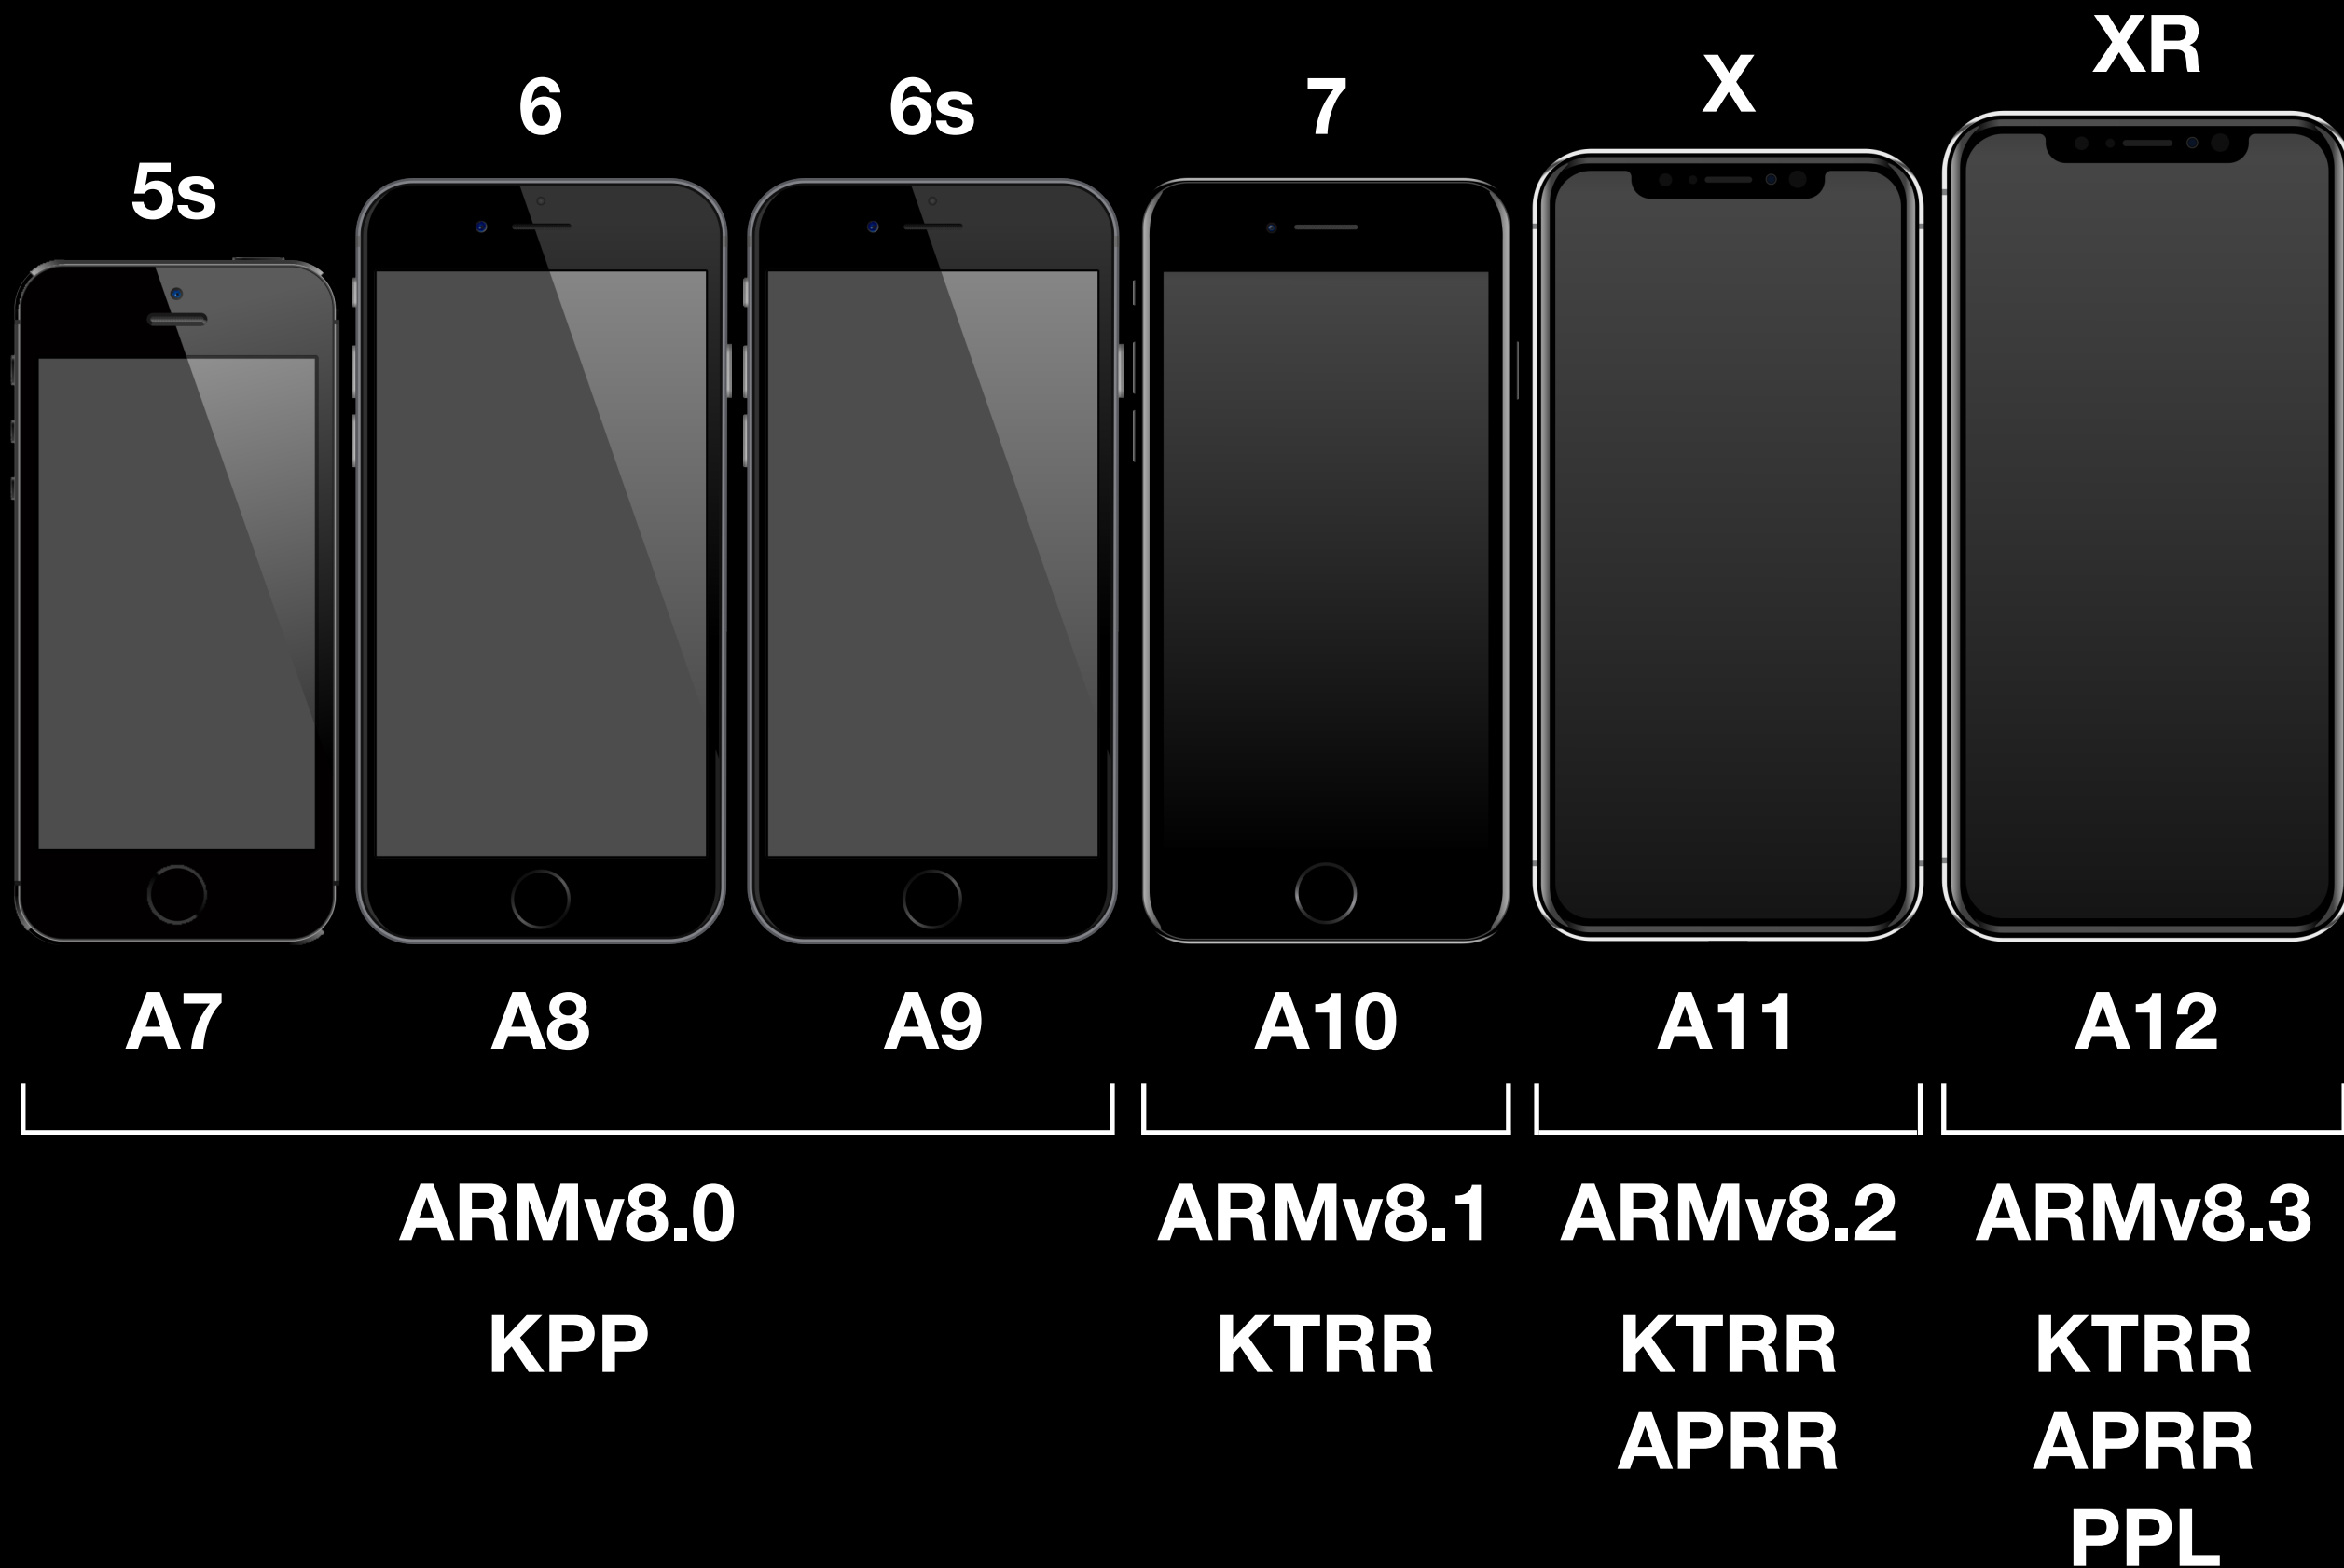 5s 6 6s 7 X XR
A7 A8 A9 A10 A11 A12
ARMv8.0 ARMv8.1 ARMv8.2 ARMv8.3
KPP KTRR KTRR KTRR
APRR APRR
PPL